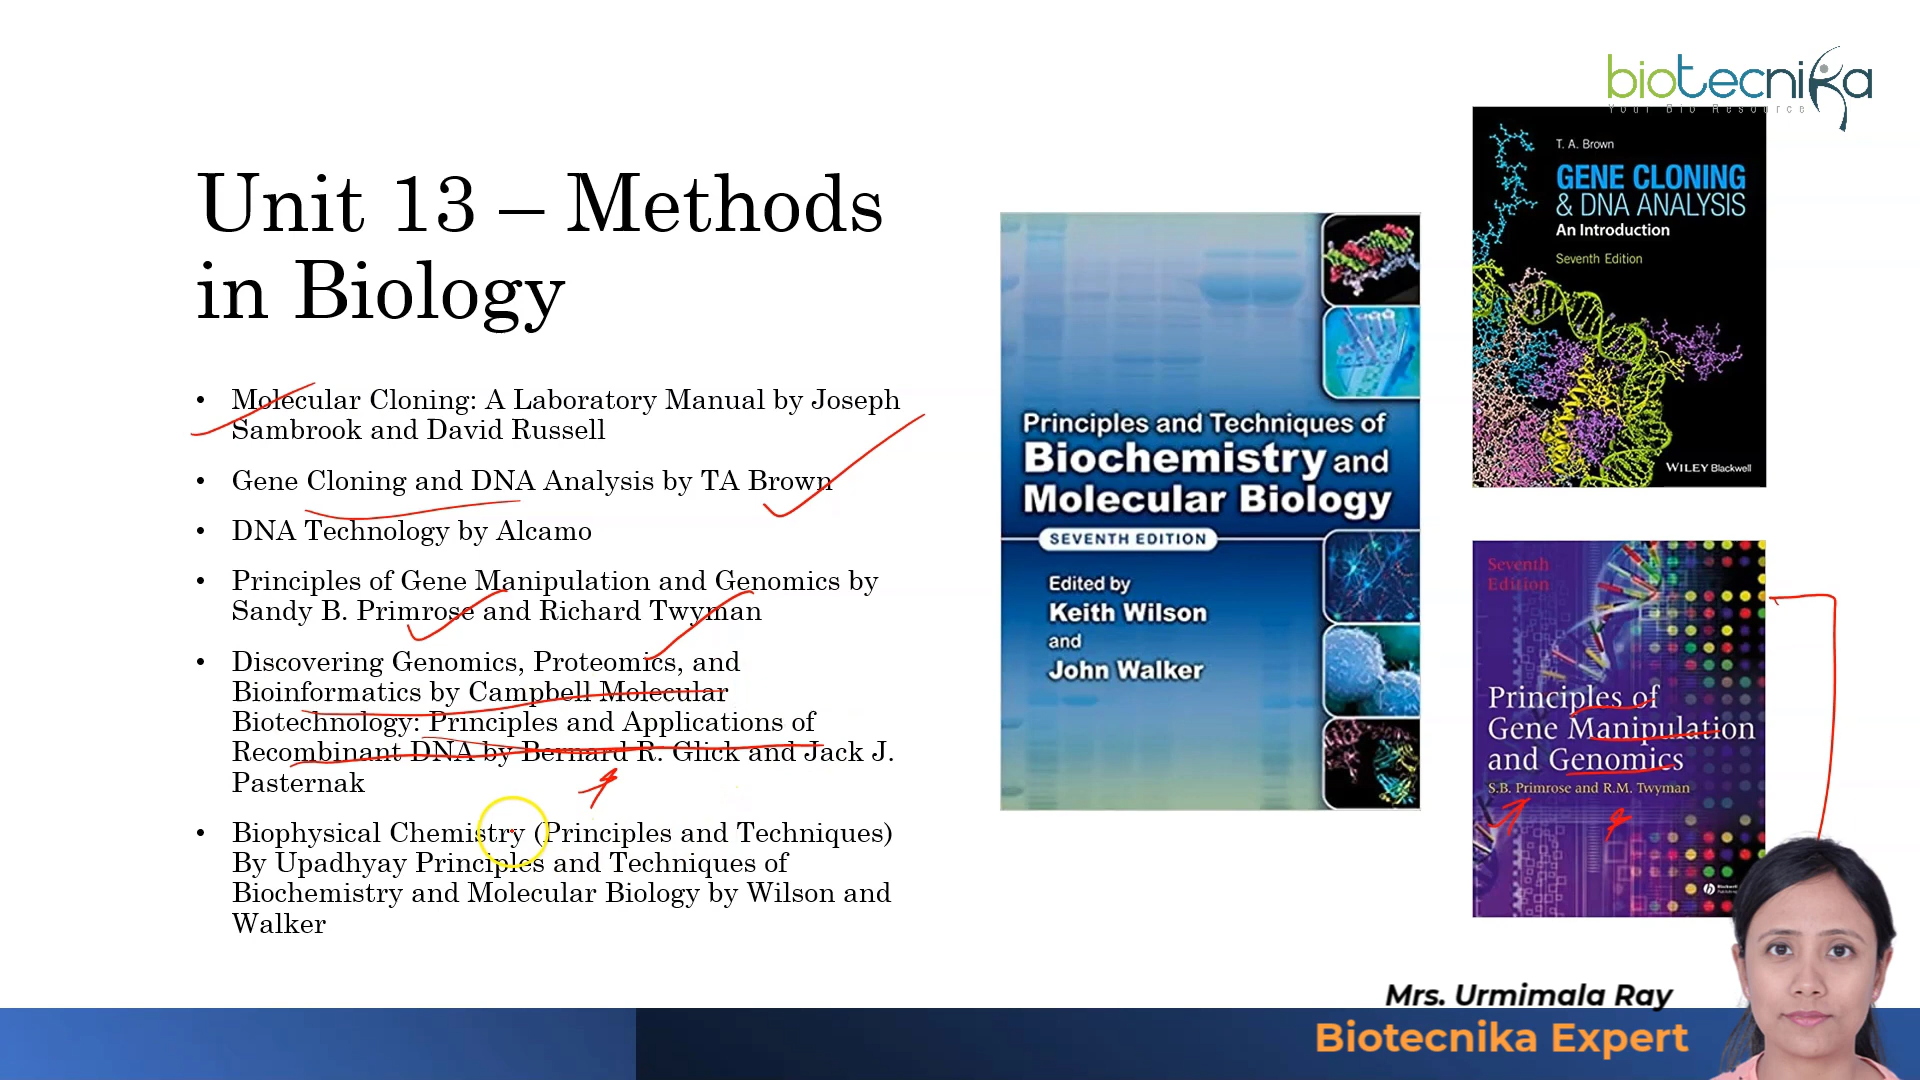 biotecnika
Your Bio Resource
Unit 13 – Methods
in Biology
• Molecular Cloning: A Laboratory Manual by Joseph
Sambrook and David Russell
• Gene Cloning and DNA Analysis by TA Brown
• DNA Technology by Alcamo
• Principles of Gene Manipulation and Genomics by
Sandy B. Primrose and Richard Twyman
• Discovering Genomics, Proteomics, and
Bioinformatics by Campbell Molecular
Biotechnology: Principles and Applications of
Recombinant DNA by Bernard R. Glick and Jack J.
Pasternak
• Biophysical Chemistry (Principles and Techniques)
By Upadhyay Principles and Techniques of
Biochemistry and Molecular Biology by Wilson and
Walker
Principles and Techniques of
Biochemistry and
Molecular Biology
SEVENTH EDITION
Edited by
Keith Wilson
and
John Walker
T. A. Brown
GENE CLONING
& DNA ANALYSIS
An Introduction
Seventh Edition
WILEY Blackwell
Seventh
Edition
Principles of
Gene Manipulation
and Genomics
S.B. Primrose and R.M. Twyman
Mrs. Urmimala Ray
Biotecnika Expert